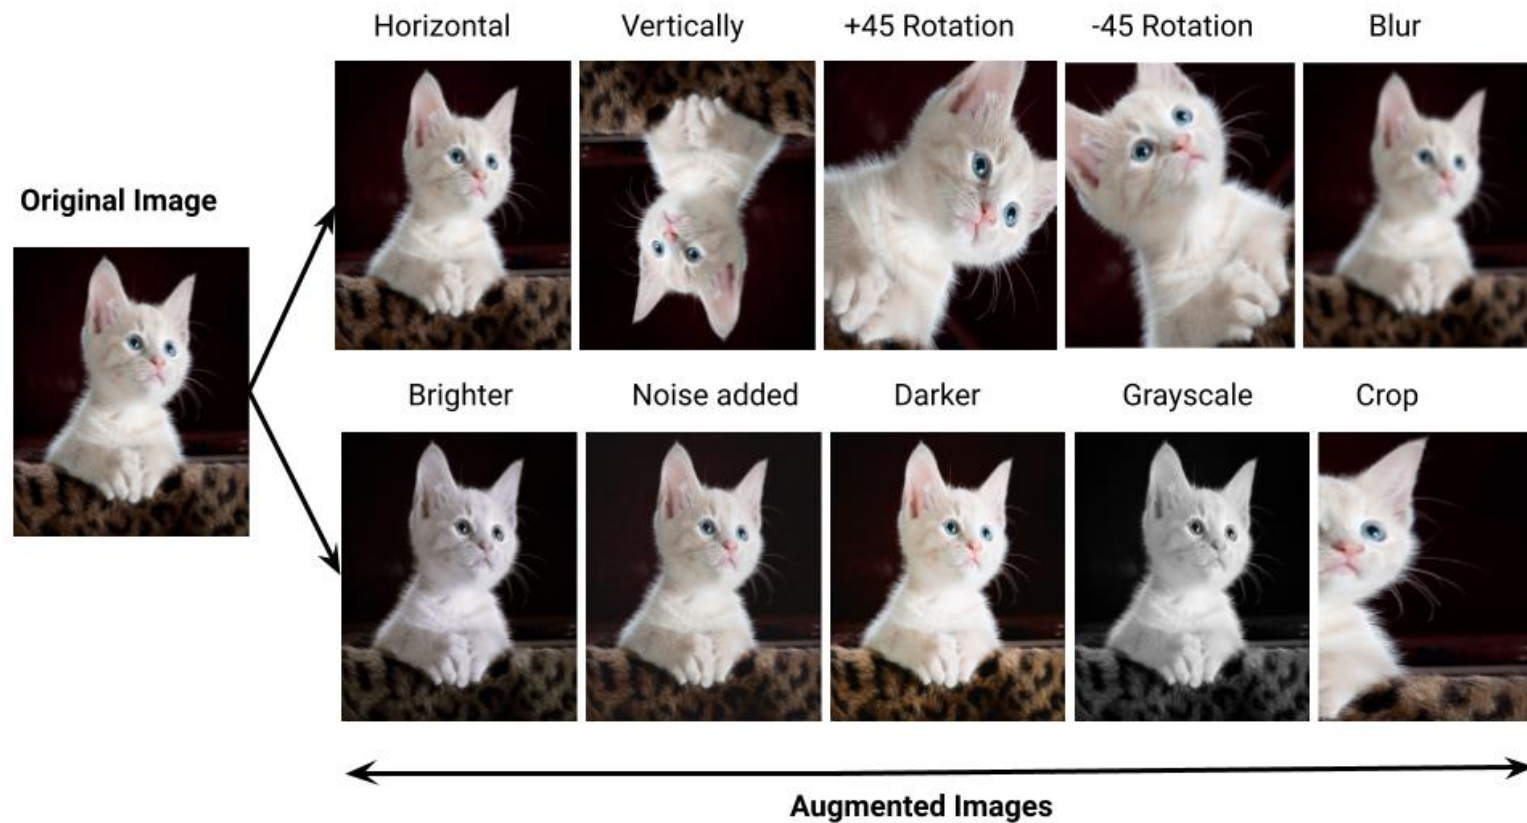 Horizontal
Vertically
+45 Rotation
-45 Rotation
Blur
Original Image
Brighter
Noise added
Darker
Grayscale
Crop
Augmented Images